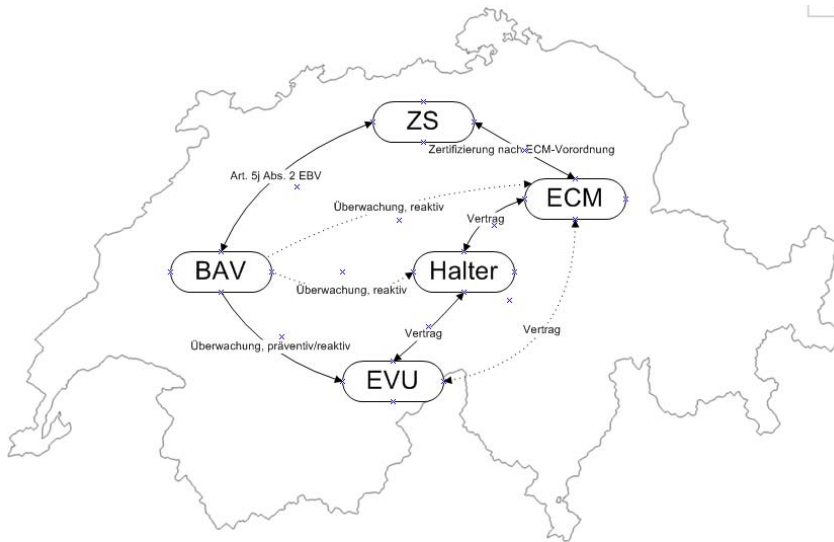 ZS
Zertifizierung nach ECM-Vorordnung
Art. 5j Abs. 2 EBV
ECM
Überwachung, reaktiv
Vertrag
BAV
Halter
Überwachung, reaktiv
Vertrag
Vertrag
Überwachung, präventiv/reaktiv
EVU